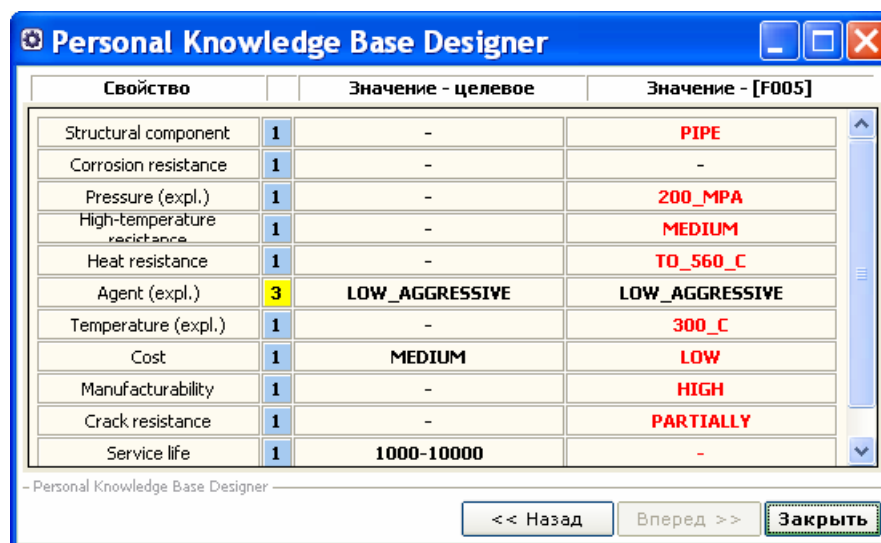 Personal Knowledge Base Designer
Свойство Значение - целевое Значение - [F005]
Structural component 1 - PIPE
Corrosion resistance 1 - -
Pressure (expl.) 1 - 200_MPA
High-temperature resistance 1 - MEDIUM
Heat resistance 1 - TO_560_C
Agent (expl.) 3 LOW_AGGRESSIVE LOW_AGGRESSIVE
Temperature (expl.) 1 - 300_C
Cost 1 MEDIUM LOW
Manufacturability 1 - HIGH
Crack resistance 1 - PARTIALLY
Service life 1 1000-10000 -
Personal Knowledge Base Designer
<< Назад Вперед >> Закрыть